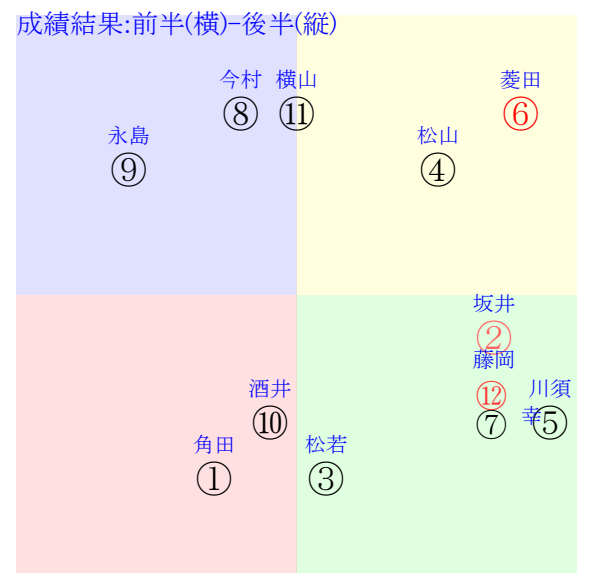 成績結果:前半(横)-後半(縦)
今村
横山
菱田
⑧
⑪
⑥
永島
松山
⑨
④
坂井
②
藤岡
酒井
⑫
川須
幸
⑩
⑦
⑤
角田
松若
①
③